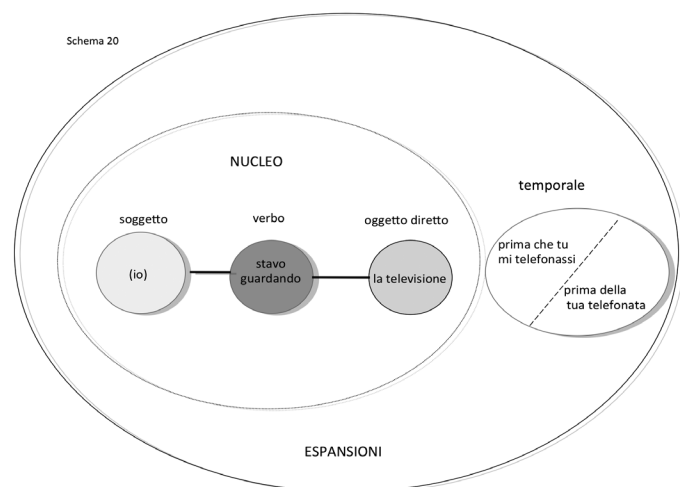 Schema 20
NUCLEO
temporale
soggetto
verbo
oggetto diretto
(io)
stavo
guardando
la televisione
prima che tu
mi telefonassi
prima della
tua telefonata
ESPANSIONI